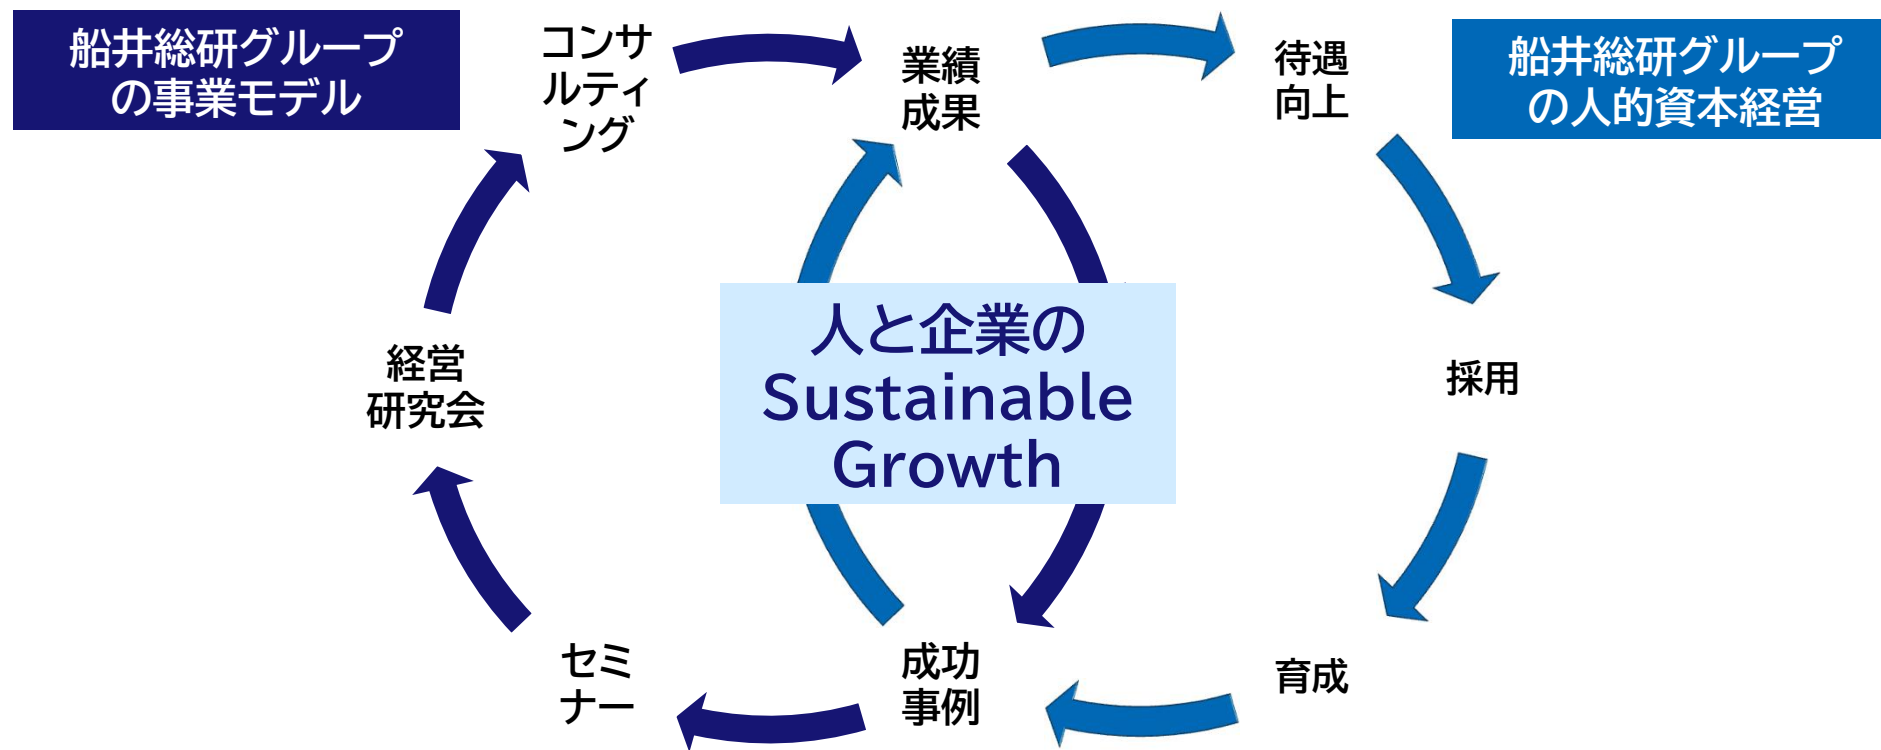 船井総研グループ
の事業モデル
コンサ
ルティ
ング
業績
成果
待遇
向上
船井総研グループ
の人的資本経営
経営
研究会
人と企業の
Sustainable
Growth
採用
セミ
ナー
成功
事例
育成